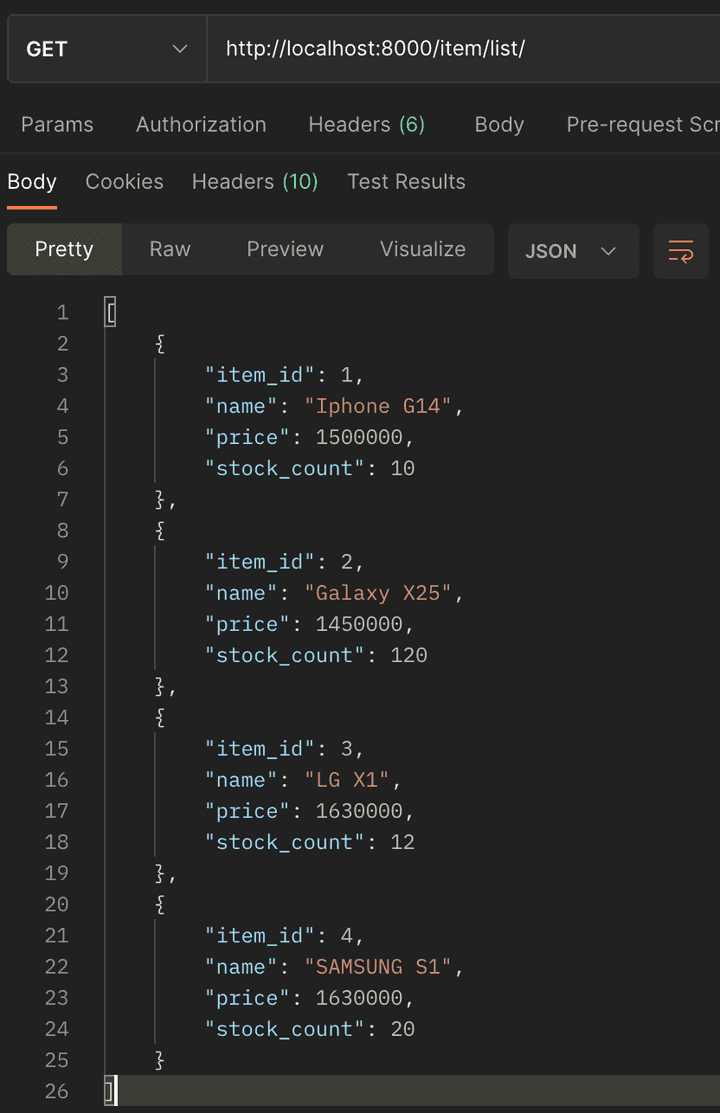 GET http://localhost:8000/item/list/
Params Authorization Headers (6) Body Pre-request Scr
Body Cookies Headers (10) Test Results
Pretty Raw Preview Visualize JSON
1 [
2 {
3 "item_id": 1,
4 "name": "Iphone G14",
5 "price": 1500000,
6 "stock_count": 10
7 },
8 {
9 "item_id": 2,
10 "name": "Galaxy X25",
11 "price": 1450000,
12 "stock_count": 120
13 },
14 {
15 "item_id": 3,
16 "name": "LG X1",
17 "price": 1630000,
18 "stock_count": 12
19 },
20 {
21 "item_id": 4,
22 "name": "SAMSUNG S1",
23 "price": 1630000,
24 "stock_count": 20
25 }
26 ]